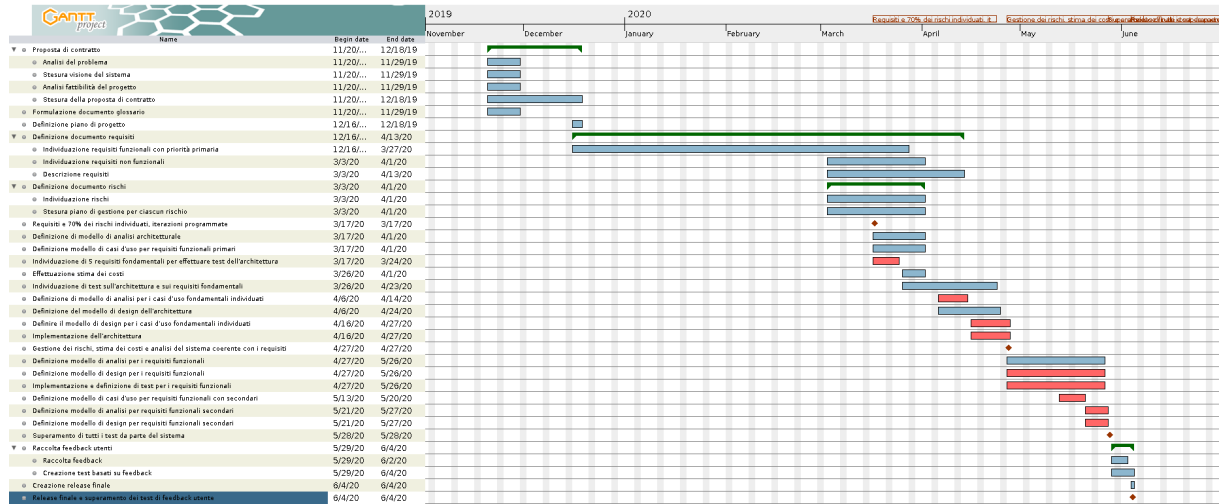 GANTT
project
2019
2020
Requisiti e 70% dei rischi individuati, it...
November
December
January
February
March
April
May
June
Name
Begin date
End date
Proposta di contratto 11/20/... 12/18/19
Analisi del problema 11/20/... 11/29/19
Stesura visione del sistema 11/20/... 11/29/19
Analisi fattibilità del progetto 11/20/... 11/29/19
Stesura della proposta di contratto 11/20/... 12/18/19
Formulazione documento glossario 11/20/... 11/29/19
Definizione piano di progetto 12/16/... 12/18/19
Definizione documento requisiti 12/16/... 4/13/20
Individuazione requisiti funzionali con priorità primaria 12/16/... 3/27/20
Individuazione requisiti non funzionali 3/3/20 4/1/20
Descrizione requisiti 3/3/20 4/13/20
Definizione documento rischi 3/3/20 4/1/20
Individuazione rischi 3/3/20 4/1/20
Stesura piano di gestione per ciascun rischio 3/3/20 4/1/20
Requisiti e 70% dei rischi individuati, iterazioni programmate 3/17/20 3/17/20
Definizione di modello di analisi architetturale 3/17/20 4/1/20
Definizione modello di casi d'uso per requisiti funzionali primari 3/17/20 4/1/20
Individuazione di 5 requisiti fondamentali per effettuare test dell'architettura 3/17/20 3/24/20
Effettuazione stima dei costi 3/26/20 4/1/20
Individuazione di test sull'architettura e sui requisiti fondamentali 3/26/20 4/23/20
Definizione di modello di analisi per i casi d'uso fondamentali individuati 4/6/20 4/14/20
Definizione del modello di design dell'architettura 4/6/20 4/24/20
Definire il modello di design per i casi d'uso fondamentali individuati 4/16/20 4/27/20
Implementazione dell'architettura 4/16/20 4/27/20
Gestione dei rischi, stima dei costi e analisi del sistema coerente con i requisiti 4/27/20 4/27/20
Definizione modello di analisi per i requisiti funzionali 4/27/20 5/26/20
Definizione modello di design per i requisiti funzionali 4/27/20 5/26/20
Implementazione e definizione di test per i requisiti funzionali 4/27/20 5/26/20
Definizione modello di casi d'uso per requisiti funzionali con secondari 5/13/20 5/20/20
Definizione modello di analisi per requisiti funzionali secondari 5/21/20 5/27/20
Definizione modello di design per requisiti funzionali secondari 5/21/20 5/27/20
Superamento di tutti i test da parte del sistema 5/28/20 5/28/20
Raccolta feedback utenti 5/29/20 6/4/20
Raccolta feedback 5/29/20 6/2/20
Creazione test basati su feedback 5/29/20 6/4/20
Creazione release finale 6/4/20 6/4/20
Release finale e superamento dei test di feedback utente 6/4/20 6/4/20
Gestione dei rischi, stima dei